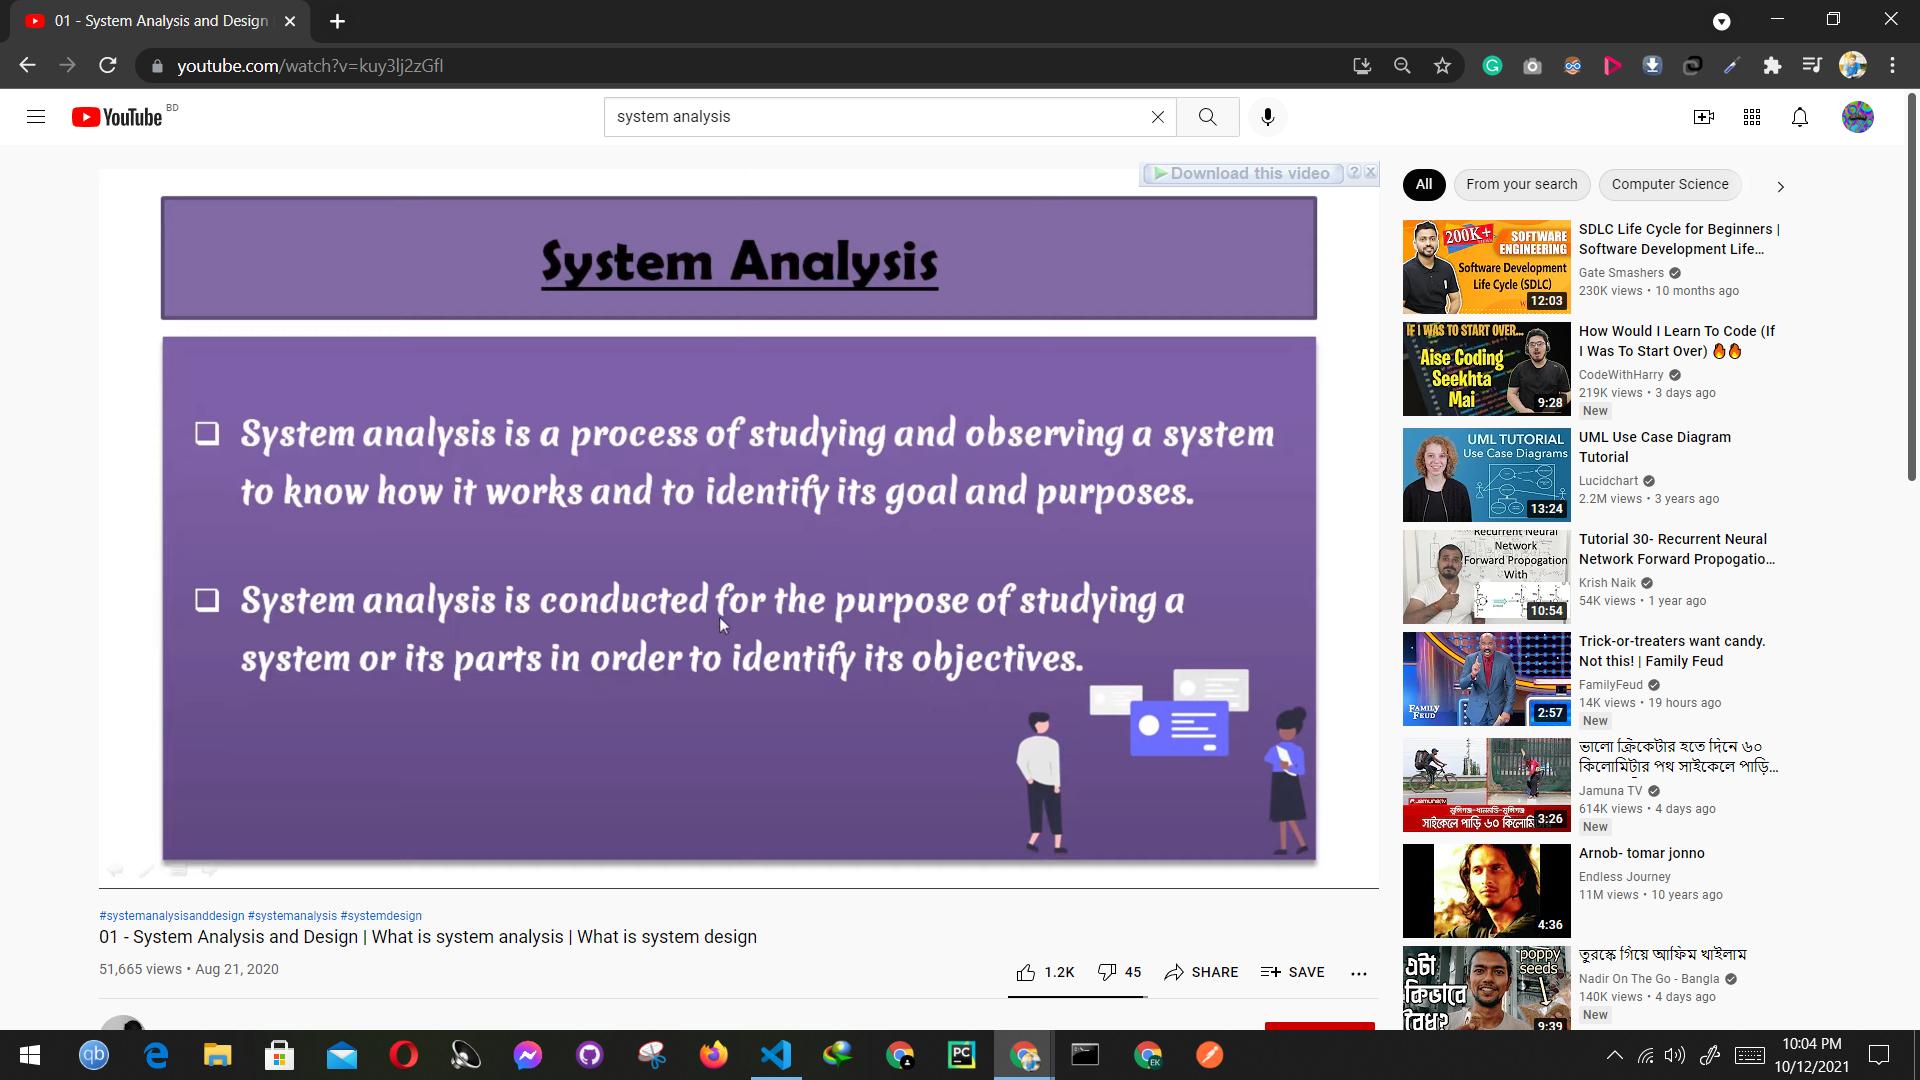 01 - System Analysis and Design
youtube.com/watch?v=kuy3lj2zGfI
YouTube BD
system analysis
Download this video
System Analysis
System analysis is a process of studying and observing a system
to know how it works and to identify its goal and purposes.
System analysis is conducted for the purpose of studying a
system or its parts in order to identify its objectives.
#systemanalysisanddesign #systemanalysis #systemdesign
01 - System Analysis and Design | What is system analysis | What is system design
51,665 views • Aug 21, 2020
1.2K 45 SHARE SAVE
All From your search Computer Science
200K+ SOFTWARE
ENGINEERING
Software Development
Life Cycle (SDLC)
12:03
SDLC Life Cycle for Beginners |
Software Development Life...
Gate Smashers
230K views • 10 months ago
IF I WAS TO START OVER...
Aise Coding
Seekhta
Mai
9:28
How Would I Learn To Code (If
I Was To Start Over) 🔥🔥
CodeWithHarry
219K views • 3 days ago
New
UML TUTORIAL
Use Case Diagrams
13:24
UML Use Case Diagram
Tutorial
Lucidchart
2.2M views • 3 years ago
Recurrent Neural
Network
Forward Propogation
With
10:54
Tutorial 30- Recurrent Neural
Network Forward Propogatio...
Krish Naik
54K views • 1 year ago
FAMILY
FEUD
2:57
Trick-or-treaters want candy.
Not this! | Family Feud
FamilyFeud
14K views • 19 hours ago
New
সাইকেলে পাড়ি ৬০
3:26
ভালো ক্রিকেটার হতে দিনে ৬০
কিলোমিটার পথ সাইকেলে পাড়ি...
Jamuna TV
614K views • 4 days ago
New
4:36
Arnob- tomar jonno
Endless Journey
11M views • 10 years ago
এটা
কিভাবে
বৈধ?
poppy
seeds
9:39
তুরস্কে গিয়ে আফিম খাইলাম
Nadir On The Go - Bangla
140K views • 4 days ago
New
10:04 PM
10/12/2021